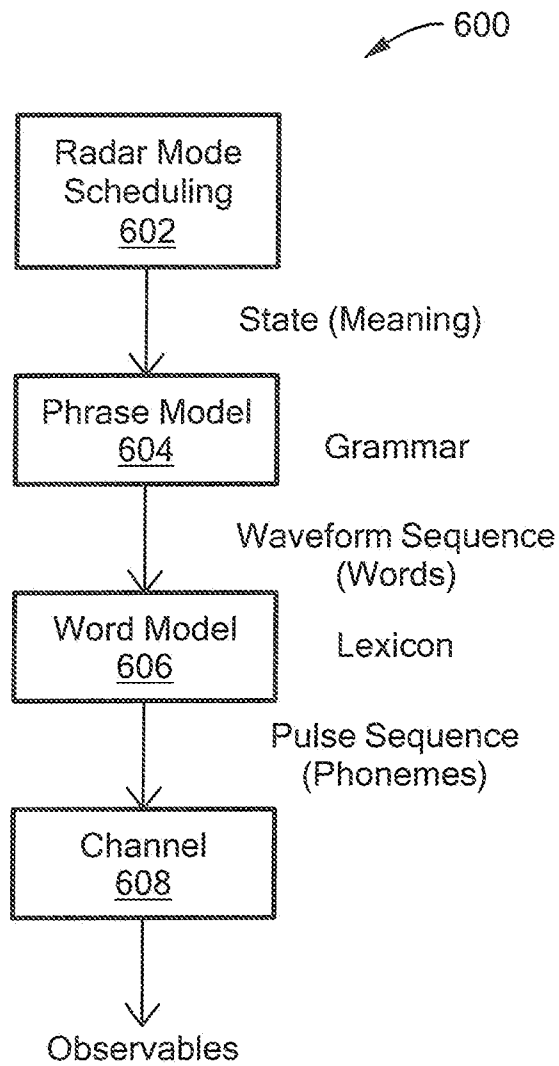 600
Radar Mode
Scheduling
602
State (Meaning)
Phrase Model
604
Grammar
Waveform Sequence
(Words)
Word Model
606
Lexicon
Pulse Sequence
(Phonemes)
Channel
608
Observables